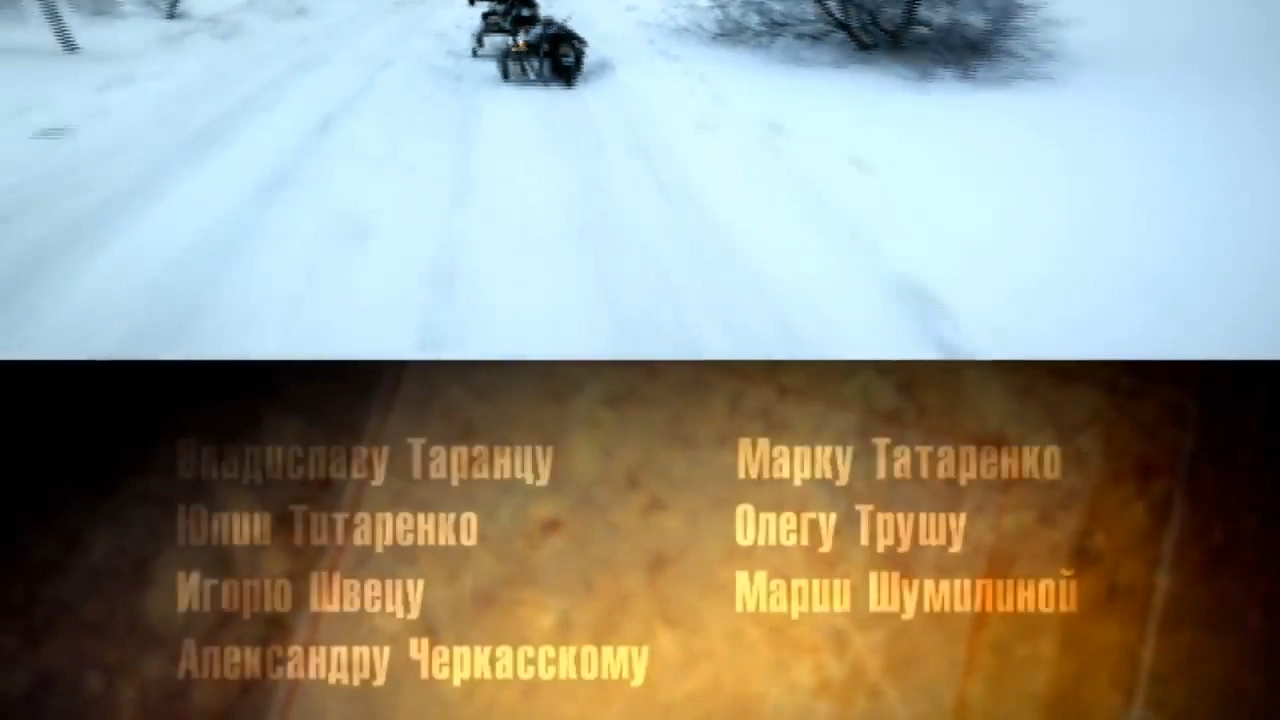 Владиславу Таранцу
Юлии Титаренко
Игорю Швецу
Александру Черкасскому
Марку Татаренко
Олегу Трушу
Марии Шумилиной